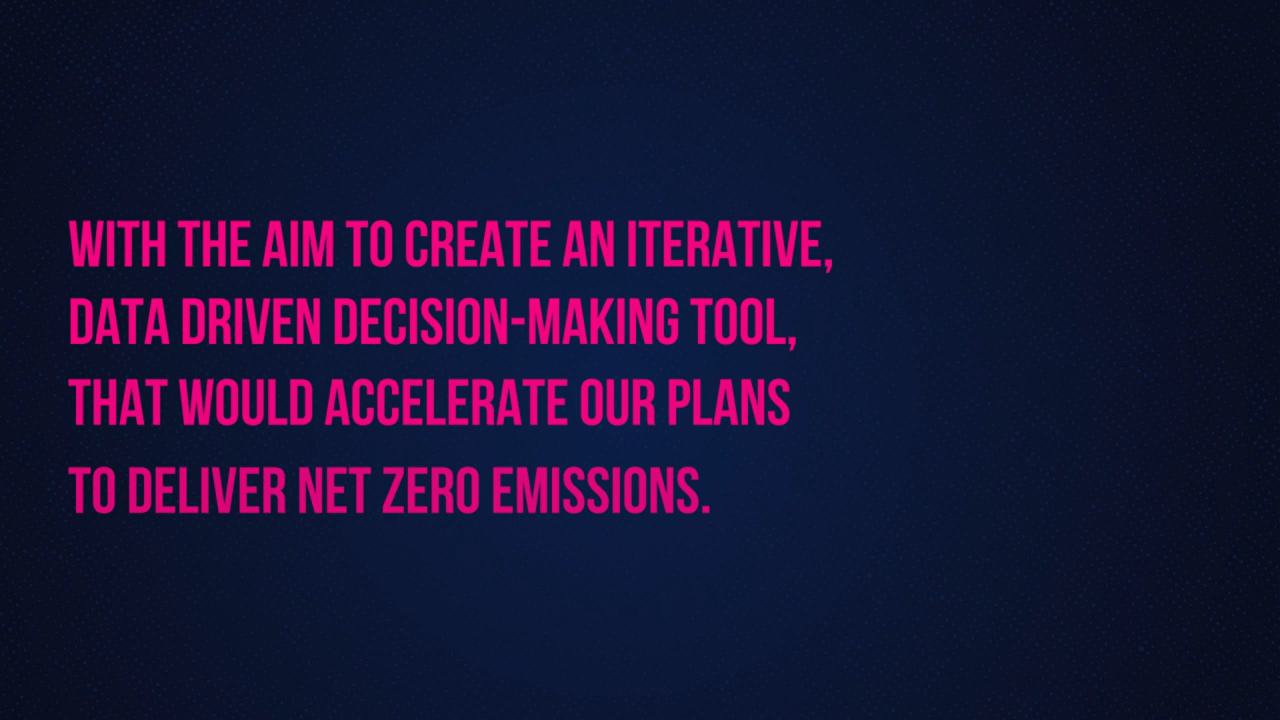 WITH THE AIM TO CREATE AN ITERATIVE,
DATA DRIVEN DECISION-MAKING TOOL,
THAT WOULD ACCELERATE OUR PLANS
TO DELIVER NET ZERO EMISSIONS.